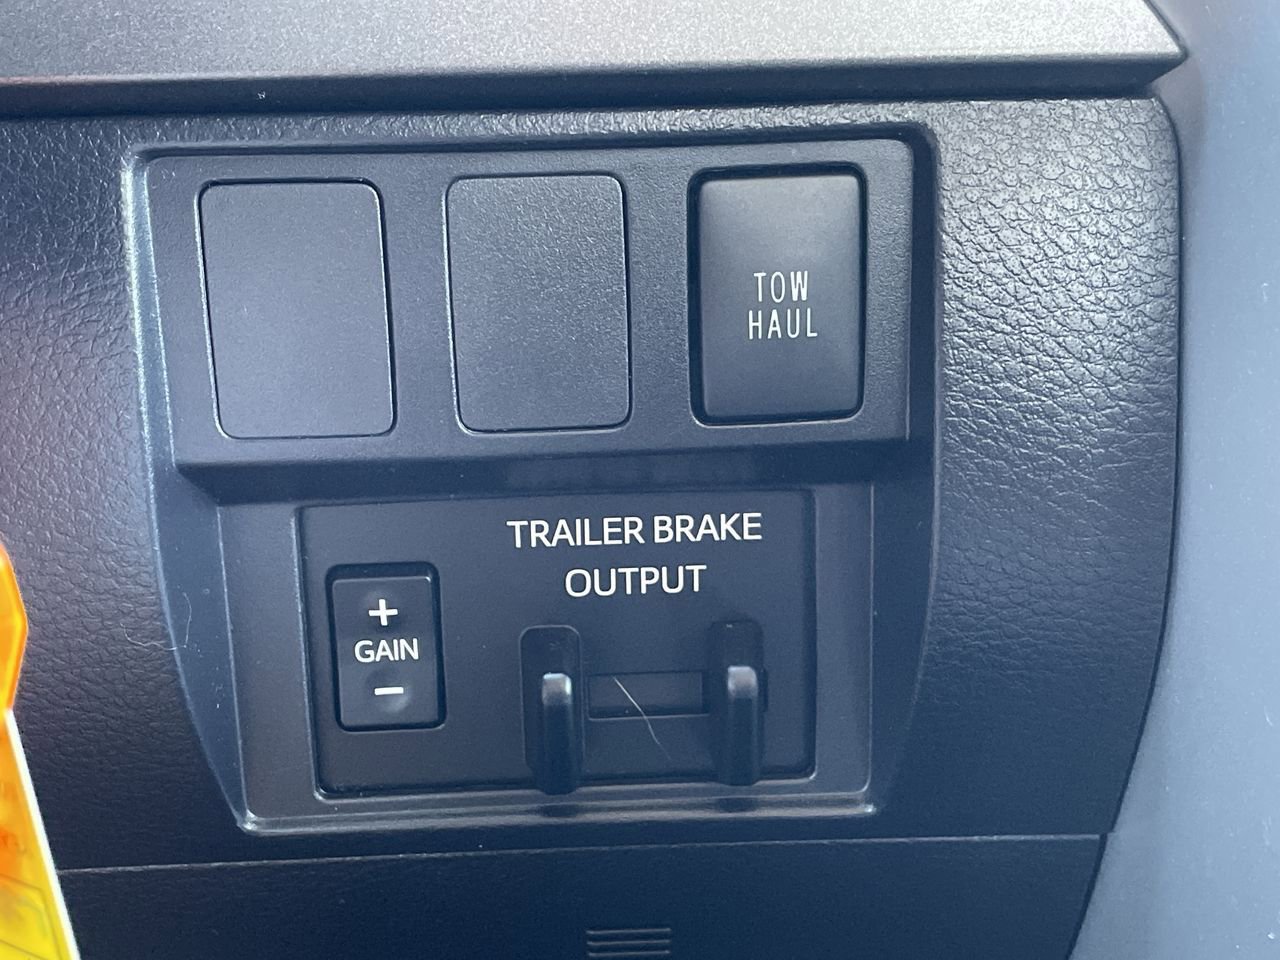 TOW
HAUL
TRAILER BRAKE
OUTPUT
+
GAIN
−